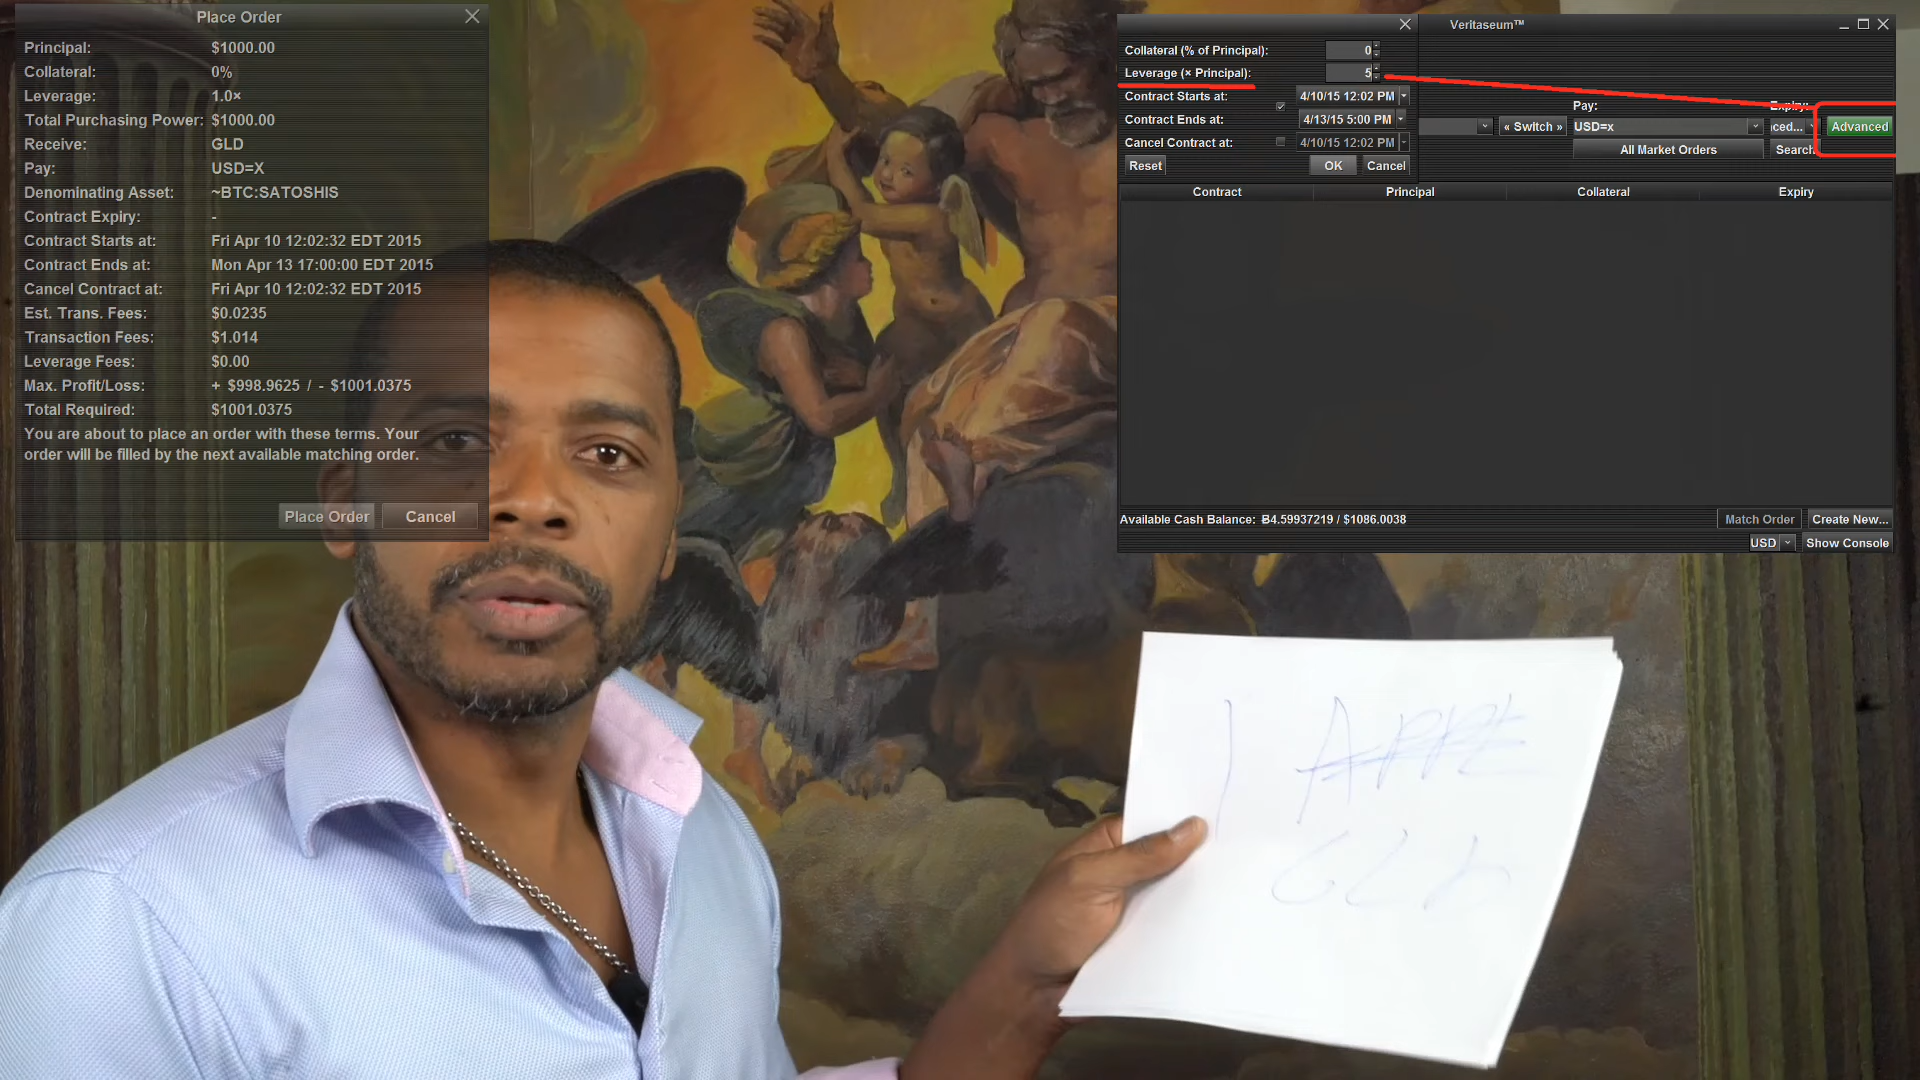 Place Order
Principal: $1000.00
Collateral: 0%
Leverage: 1.0×
Total Purchasing Power: $1000.00
Receive: GLD
Pay: USD=X
Denominating Asset: ~BTC:SATOSHIS
Contract Expiry: -
Contract Starts at: Fri Apr 10 12:02:32 EDT 2015
Contract Ends at: Mon Apr 13 17:00:00 EDT 2015
Cancel Contract at: Fri Apr 10 12:02:32 EDT 2015
Est. Trans. Fees: $0.0235
Transaction Fees: $1.014
Leverage Fees: $0.00
Max. Profit/Loss: + $998.9625 / - $1001.0375
Total Required: $1001.0375
You are about to place an order with these terms. Your
order will be filled by the next available matching order.
Place Order Cancel
Veritaseum™
Collateral (% of Principal): 0
Leverage (× Principal): 5
Contract Starts at: 4/10/15 12:02 PM
Contract Ends at: 4/13/15 5:00 PM
Cancel Contract at: 4/10/15 12:02 PM
Reset OK Cancel
Pay: Expiry:
« Switch » USD=x Advanced
All Market Orders Search
Contract Principal Collateral Expiry
Available Cash Balance: Ƀ4.59937219 / $1086.0038
Match Order Create New...
USD Show Console
1